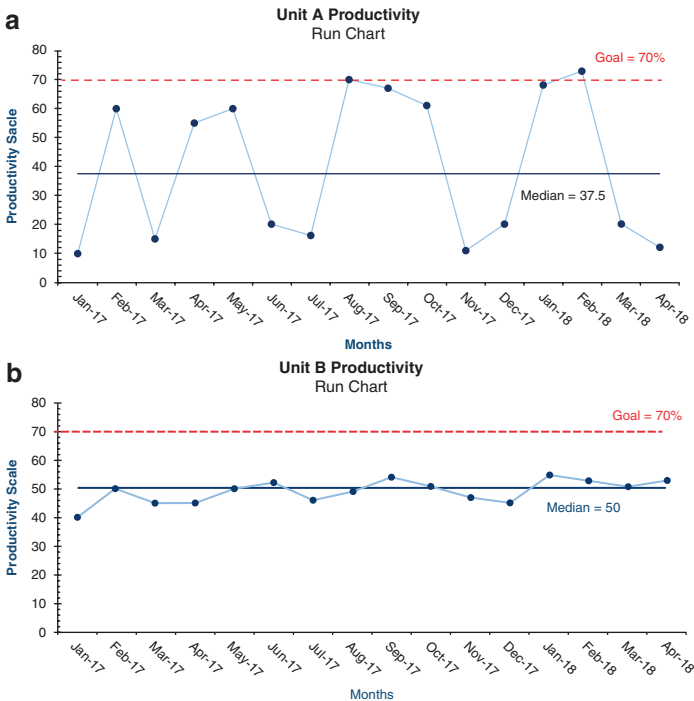 a
Unit A Productivity
Run Chart
Productivity Sacle
80
70
60
50
40
30
20
10
0
Goal = 70%
Median = 37.5
Jan-17
Feb-17
Mar-17
Apr-17
May-17
Jun-17
Jul-17
Aug-17
Sep-17
Oct-17
Nov-17
Dec-17
Jan-18
Feb-18
Mar-18
Apr-18
Months
b
Unit B Productivity
Run Chart
Productivity Scale
80
70
60
50
40
30
20
10
0
Goal = 70%
Median = 50
Jan-17
Feb-17
Mar-17
Apr-17
May-17
Jun-17
Jul-17
Aug-17
Sep-17
Oct-17
Nov-17
Dec-17
Jan-18
Feb-18
Mar-18
Apr-18
Months